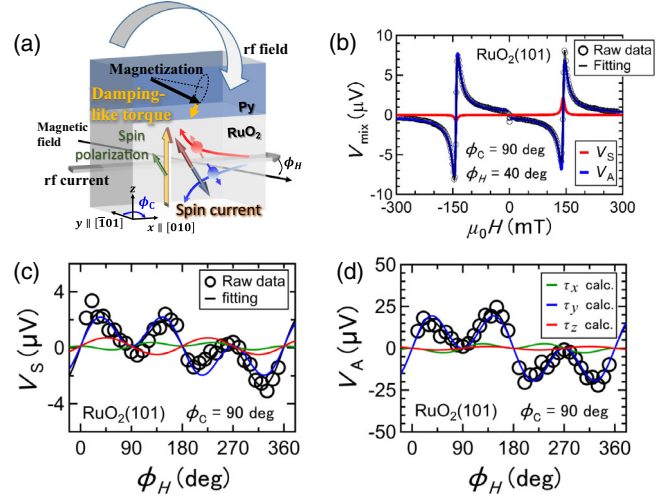 (a)
rf field
Magnetization
Damping-
like torque
Py
RuO2
Magnetic
field
Spin
polarization
ϕH
rf current
z
ϕC
Spin current
y ∥ [1̄01]
x ∥ [010]
(b)
RuO2(101)
Raw data
Fitting
Vmix (μV)
10
5
0
-5
-10
ϕC = 90 deg
ϕH = 40 deg
VS
VA
-300 -150 0 150 300
μ0H (mT)
(c)
Raw data
fitting
VS (μV)
4
2
0
-2
-4
RuO2(101) ϕC = 90 deg
0 90 180 270 360
ϕH (deg)
(d)
τx calc.
τy calc.
τz calc.
VA (μV)
50
25
0
-25
-50
RuO2(101) ϕC = 90 deg
0 90 180 270 360
ϕH (deg)